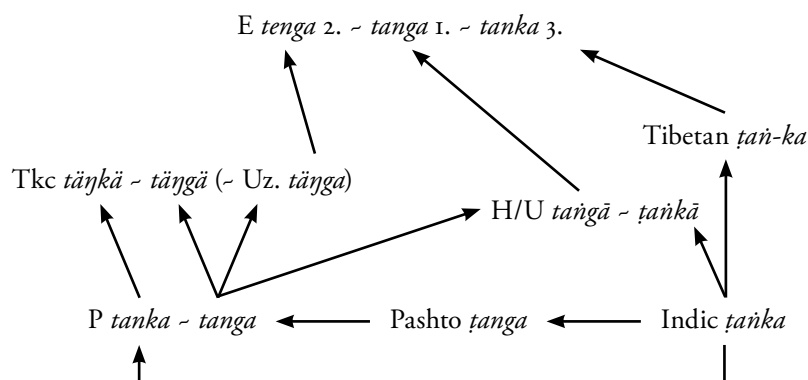 E tenga 2. ~ tanga 1. ~ tanka 3.
Tibetan ṭaṅ-ka
Tkc täŋkä ~ täŋgä (~ Uz. täŋga)
H/U taṅgā ~ ṭaṅkā
P tanka ~ tanga
Pashto ṭanga
Indic ṭaṅka